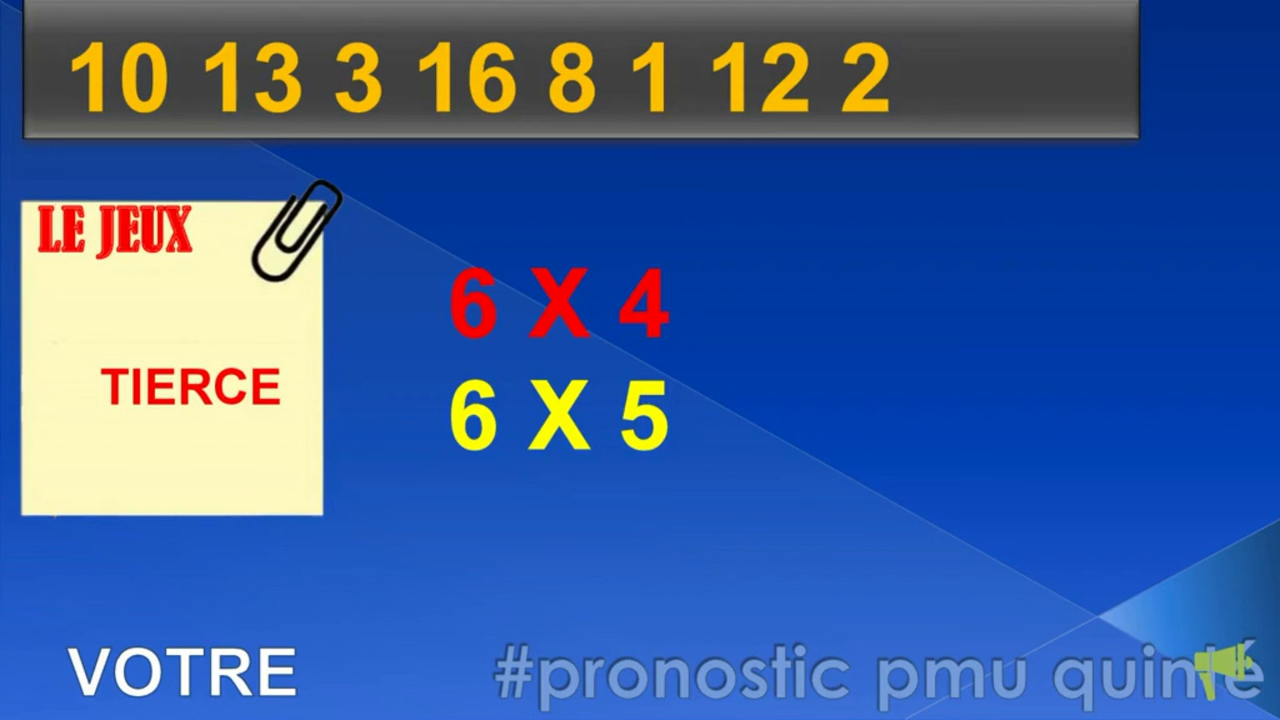 10 13 3 16 8 1 12 2
LE JEUX
TIERCE
6 X 4
6 X 5
VOTRE
#pronostic pmu quinté